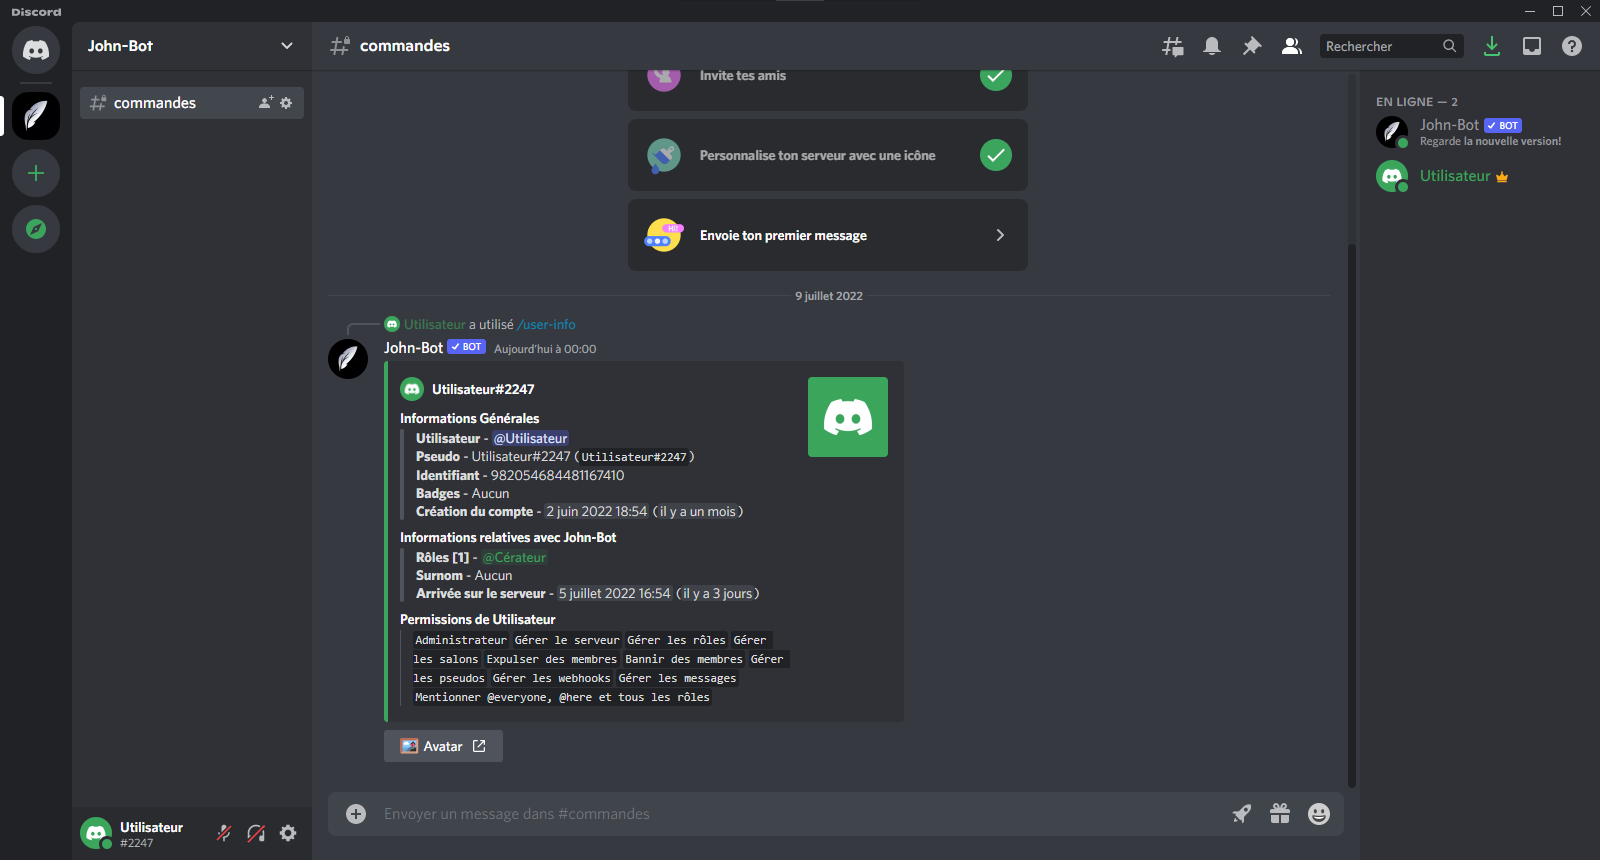 Discord
John-Bot
commandes
Rechercher
commandes
Invite tes amis
Personnalise ton serveur avec une icône
Hi!
Envoie ton premier message
9 juillet 2022
Utilisateur a utilisé /user-info
John-Bot BOT Aujourd'hui à 00:00
Utilisateur#2247
Informations Générales
Utilisateur - @Utilisateur
Pseudo - Utilisateur#2247 (Utilisateur#2247)
Identifiant - 982054684481167410
Badges - Aucun
Création du compte - 2 juin 2022 18:54 (il y a un mois)
Informations relatives avec John-Bot
Rôles [1] - @Cérateur
Surnom - Aucun
Arrivée sur le serveur - 5 juillet 2022 16:54 (il y a 3 jours)
Permissions de Utilisateur
Administrateur Gérer le serveur Gérer les rôles Gérer
les salons Expulser des membres Bannir des membres Gérer
les pseudos Gérer les webhooks Gérer les messages
Mentionner @everyone, @here et tous les rôles
Avatar
Envoyer un message dans #commandes
EN LIGNE — 2
John-Bot BOT
Regarde la nouvelle version!
Utilisateur
Utilisateur
#2247